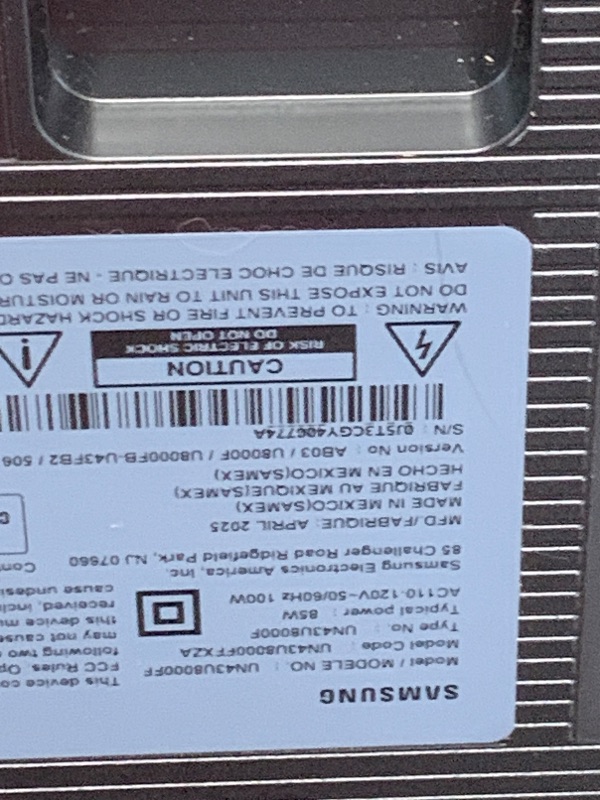 SAMSUNG
Model / MODELE NO. : UN43U8000FF
Model Code : UN43U8000FFXZA
Type No. : UN43U8000F
Typical power : 85W
AC110-120V~50/60Hz 100W
Samsung Electronics America, Inc.
85 Challenger Road Ridgefield Park, NJ 07660
MFD./FABRIQUE: APRIL 2025
MADE IN MEXICO(SAMEX)
FABRIQUE AU MEXIQUE(SAMEX)
HECHO EN MEXICO(SAMEX)
Version No : AB03 / U8000F / U8000FB-U43FB2 / 506
S/N : 0J5T3CGY406774A
This device co
FCC Rules. Op
following two
may not cause
this device mu
received, incl
cause undesir
Con
CAUTION
RISK OF ELECTRIC SHOCK
DO NOT OPEN
WARNING : TO PREVENT FIRE OR SHOCK HAZARD
DO NOT EXPOSE THIS UNIT TO RAIN OR MOISTUR
AVIS : RISQUE DE CHOC ELECTRIQUE - NE PAS O